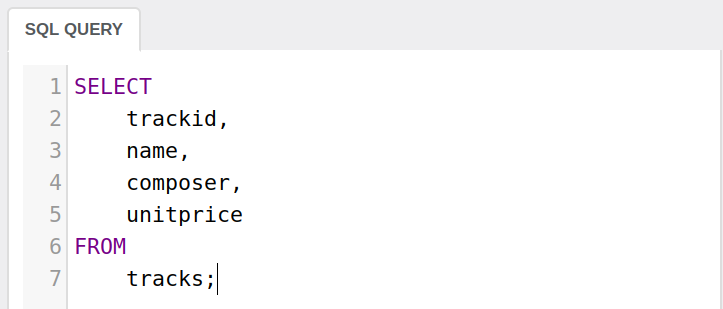 SQL QUERY
1 SELECT
2     trackid,
3     name,
4     composer,
5     unitprice
6 FROM
7     tracks;